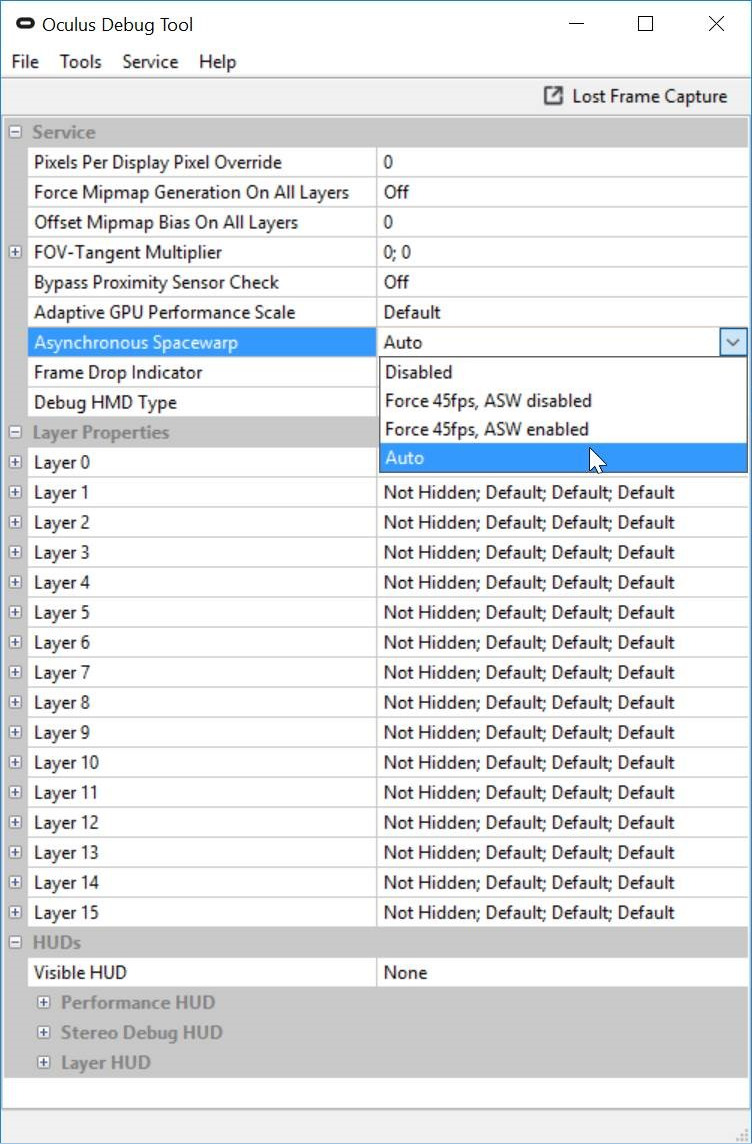 Oculus Debug Tool
File Tools Service Help
Lost Frame Capture
Service
Pixels Per Display Pixel Override 0
Force Mipmap Generation On All Layers Off
Offset Mipmap Bias On All Layers 0
FOV-Tangent Multiplier 0; 0
Bypass Proximity Sensor Check Off
Adaptive GPU Performance Scale Default
Asynchronous Spacewarp Auto
Frame Drop Indicator Disabled
Debug HMD Type Force 45fps, ASW disabled
Layer Properties Force 45fps, ASW enabled
Layer 0 Auto
Layer 1 Not Hidden; Default; Default; Default
Layer 2 Not Hidden; Default; Default; Default
Layer 3 Not Hidden; Default; Default; Default
Layer 4 Not Hidden; Default; Default; Default
Layer 5 Not Hidden; Default; Default; Default
Layer 6 Not Hidden; Default; Default; Default
Layer 7 Not Hidden; Default; Default; Default
Layer 8 Not Hidden; Default; Default; Default
Layer 9 Not Hidden; Default; Default; Default
Layer 10 Not Hidden; Default; Default; Default
Layer 11 Not Hidden; Default; Default; Default
Layer 12 Not Hidden; Default; Default; Default
Layer 13 Not Hidden; Default; Default; Default
Layer 14 Not Hidden; Default; Default; Default
Layer 15 Not Hidden; Default; Default; Default
HUDs
Visible HUD None
Performance HUD
Stereo Debug HUD
Layer HUD